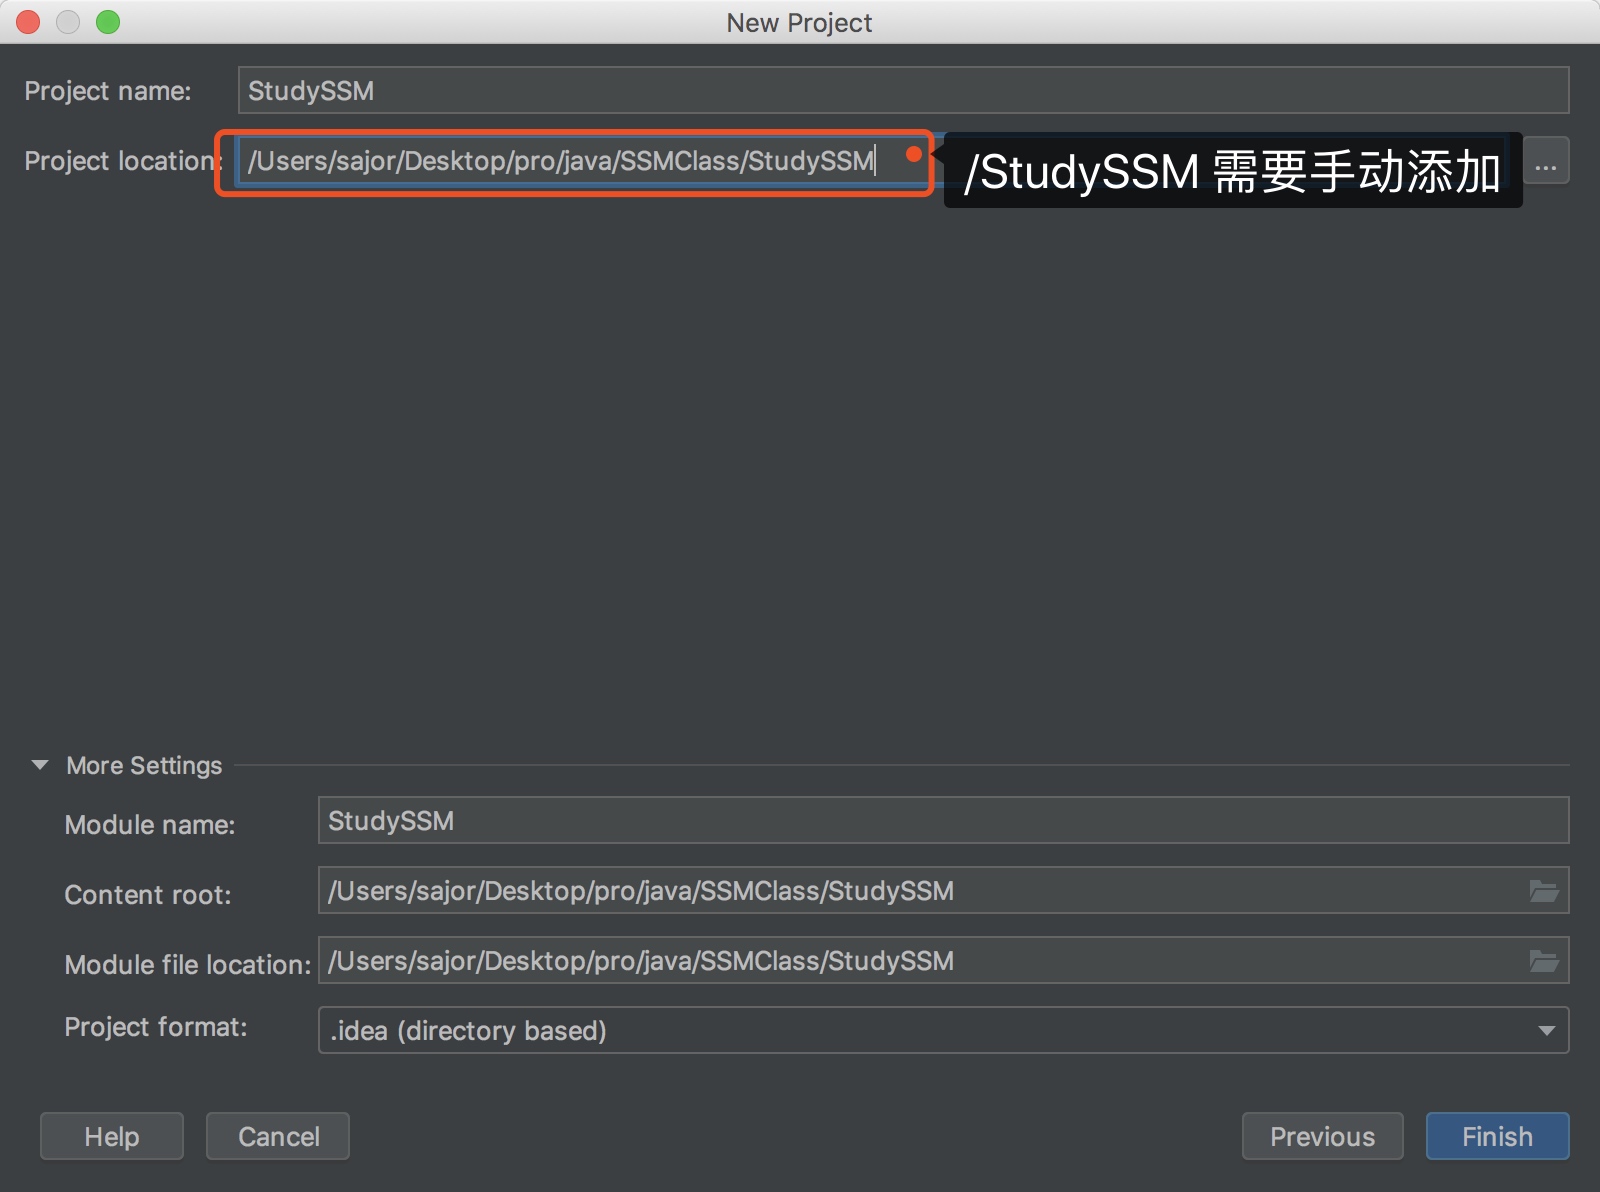 New Project
Project name: StudySSM
Project location: /Users/sajor/Desktop/pro/java/SSMClass/StudySSM /StudySSM 需要手动添加 ...
More Settings
Module name: StudySSM
Content root: /Users/sajor/Desktop/pro/java/SSMClass/StudySSM
Module file location: /Users/sajor/Desktop/pro/java/SSMClass/StudySSM
Project format: .idea (directory based)
Help Cancel Previous Finish